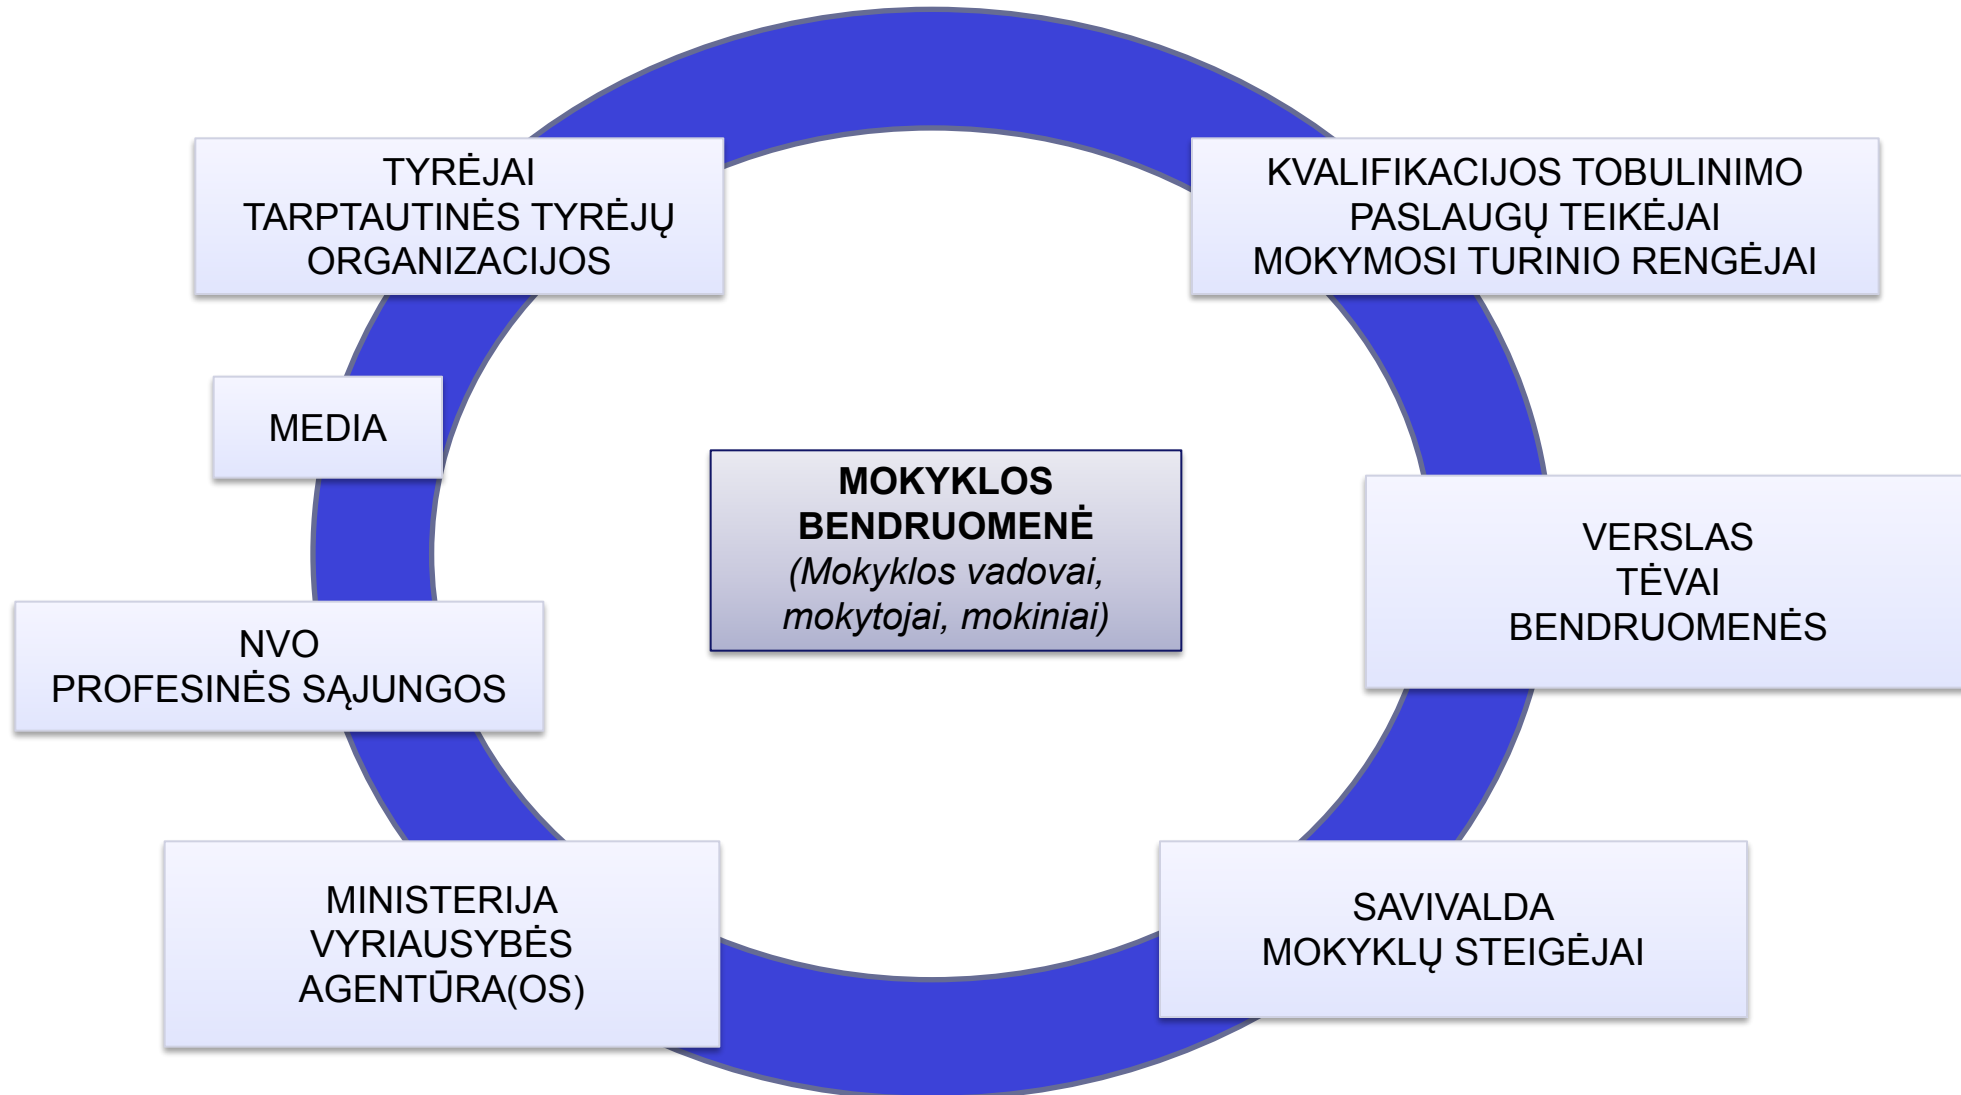 TYRĖJAI
TARPTAUTINĖS TYRĖJŲ
ORGANIZACIJOS
KVALIFIKACIJOS TOBULINIMO
PASLAUGŲ TEIKĖJAI
MOKYMOSI TURINIO RENGĖJAI
MEDIA
MOKYKLOS
BENDRUOMENĖ
(Mokyklos vadovai,
mokytojai, mokiniai)
VERSLAS
TĖVAI
BENDRUOMENĖS
NVO
PROFESINĖS SĄJUNGOS
MINISTERIJA
VYRIAUSYBĖS
AGENTŪRA(OS)
SAVIVALDA
MOKYKLŲ STEIGĖJAI